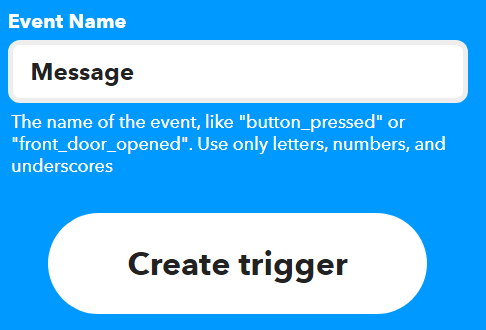 Event Name
Message
The name of the event, like "button_pressed" or
"front_door_opened". Use only letters, numbers, and
underscores
Create trigger